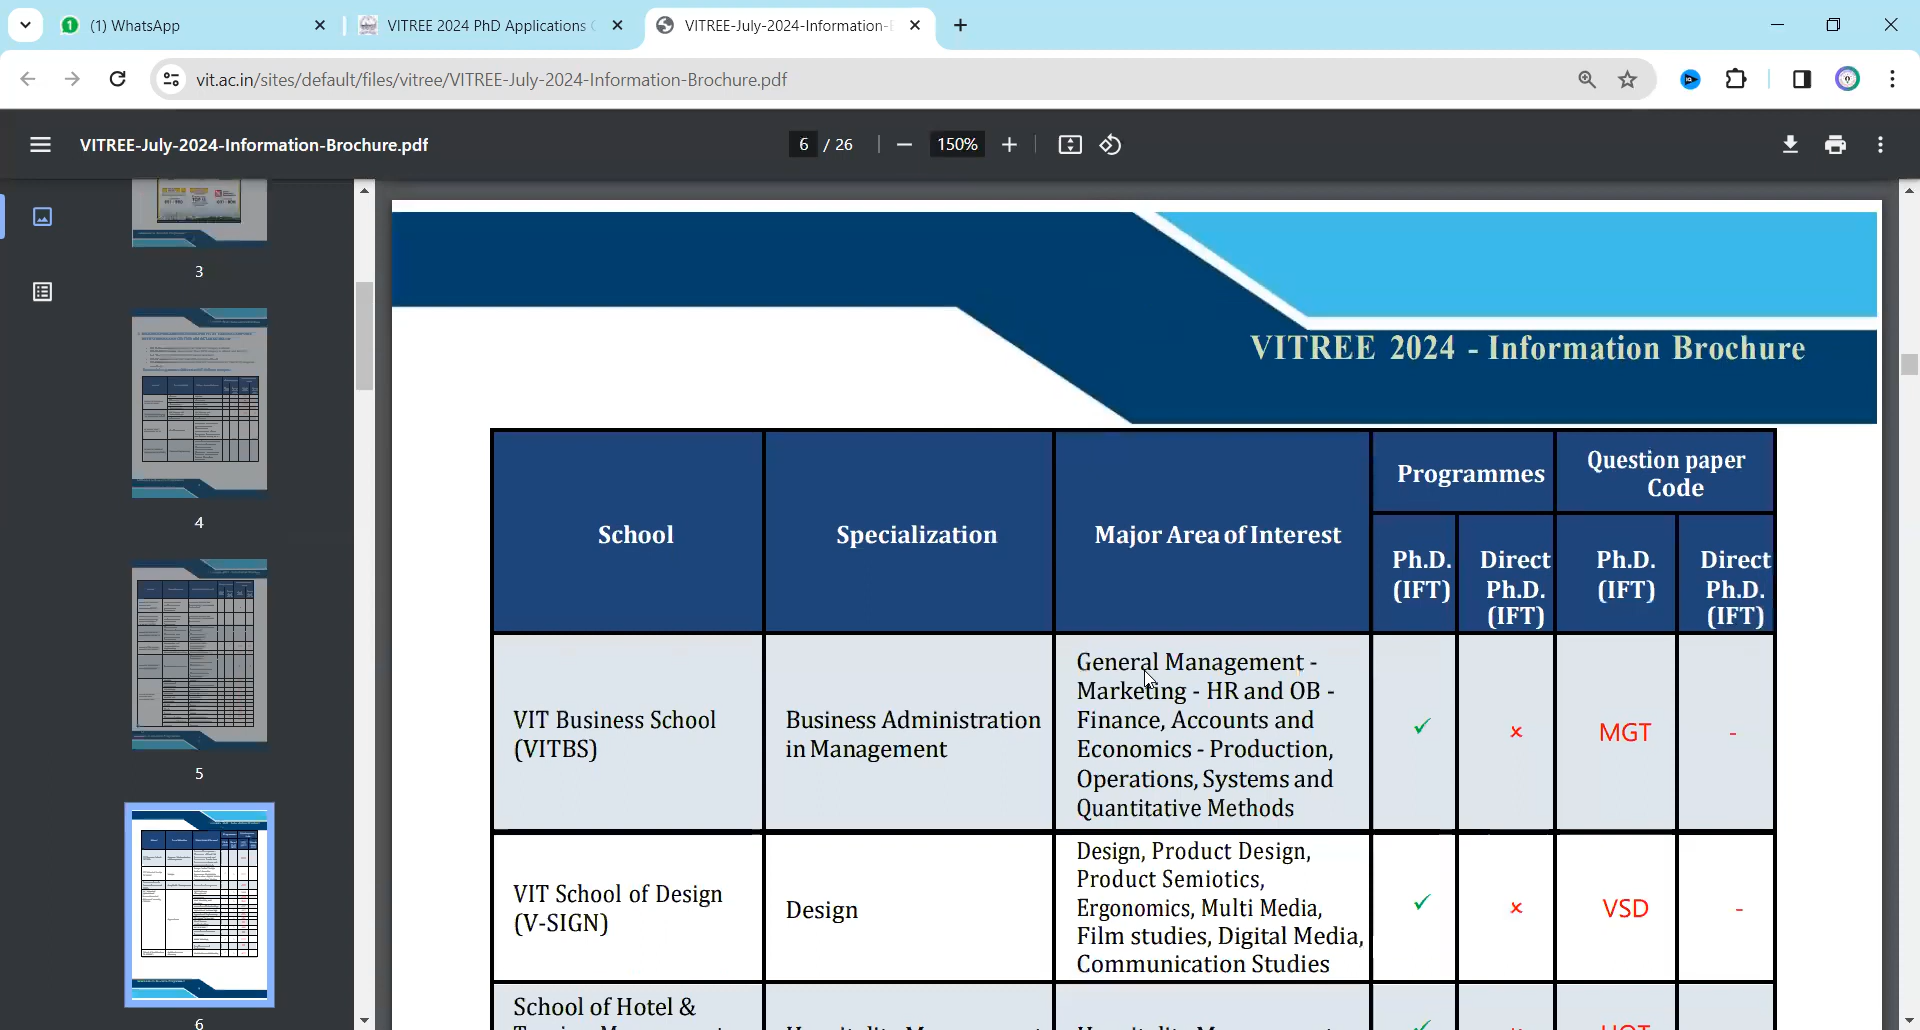 (1) WhatsApp
VITREE 2024 PhD Applications
VITREE-July-2024-Information-
vit.ac.in/sites/default/files/vitree/VITREE-July-2024-Information-Brochure.pdf
VITREE-July-2024-Information-Brochure.pdf
6 / 26
150%
3
4
5
6
VITREE 2024 - Information Brochure
School
Specialization
Major Area of Interest
Programmes
Question paper
Code
Ph.D.
(IFT)
Direct
Ph.D.
(IFT)
Ph.D.
(IFT)
Direct
Ph.D.
(IFT)
VIT Business School
(VITBS)
Business Administration
in Management
General Management -
Marketing - HR and OB -
Finance, Accounts and
Economics - Production,
Operations, Systems and
Quantitative Methods
✓
×
MGT
-
VIT School of Design
(V-SIGN)
Design
Design, Product Design,
Product Semiotics,
Ergonomics, Multi Media,
Film studies, Digital Media,
Communication Studies
✓
×
VSD
-
School of Hotel &